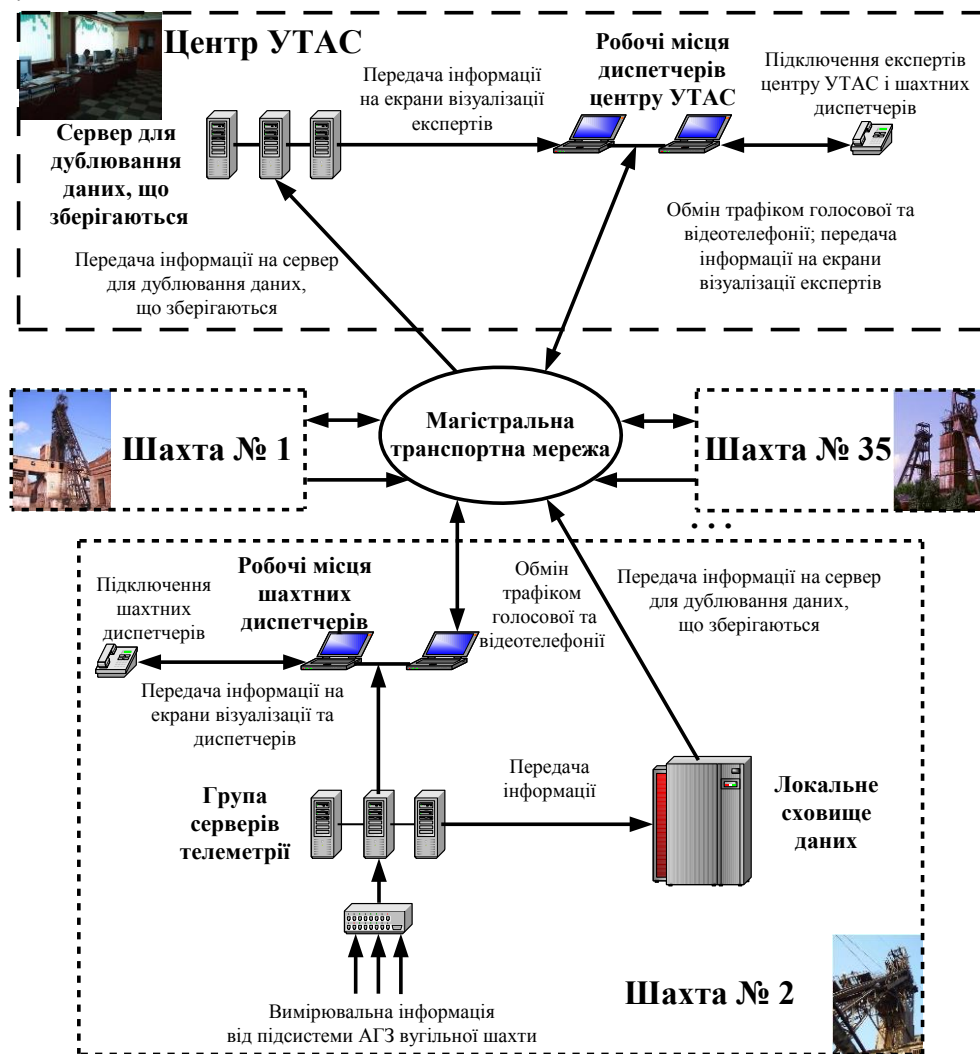 Центр УТАС
Сервер для
дублювання
даних, що
зберігаються
Передача інформації
на екрани візуалізації
експертів
Робочі місця
диспетчерів
центру УТАС
Підключення експертів
центру УТАС і шахтних
диспетчерів
Передача інформації на сервер
для дублювання даних,
що зберігаються
Обмін трафіком голосової та
відеотелефонії; передача
інформації на екрани
візуалізації експертів
Шахта № 1
Магістральна
транспортна мережа
Шахта № 35
. . .
Підключення
шахтних
диспетчерів
Робочі місця
шахтних
диспетчерів
Обмін
трафіком
голосової та
відеотелефонії
Передача інформації на сервер
для дублювання даних,
що зберігаються
Передача інформації на
екрани візуалізації та
диспетчерів
Група
серверів
телеметрії
Передача
інформації
Локальне
сховище
даних
Вимірювальна інформація
від підсистеми АГЗ вугільної шахти
Шахта № 2